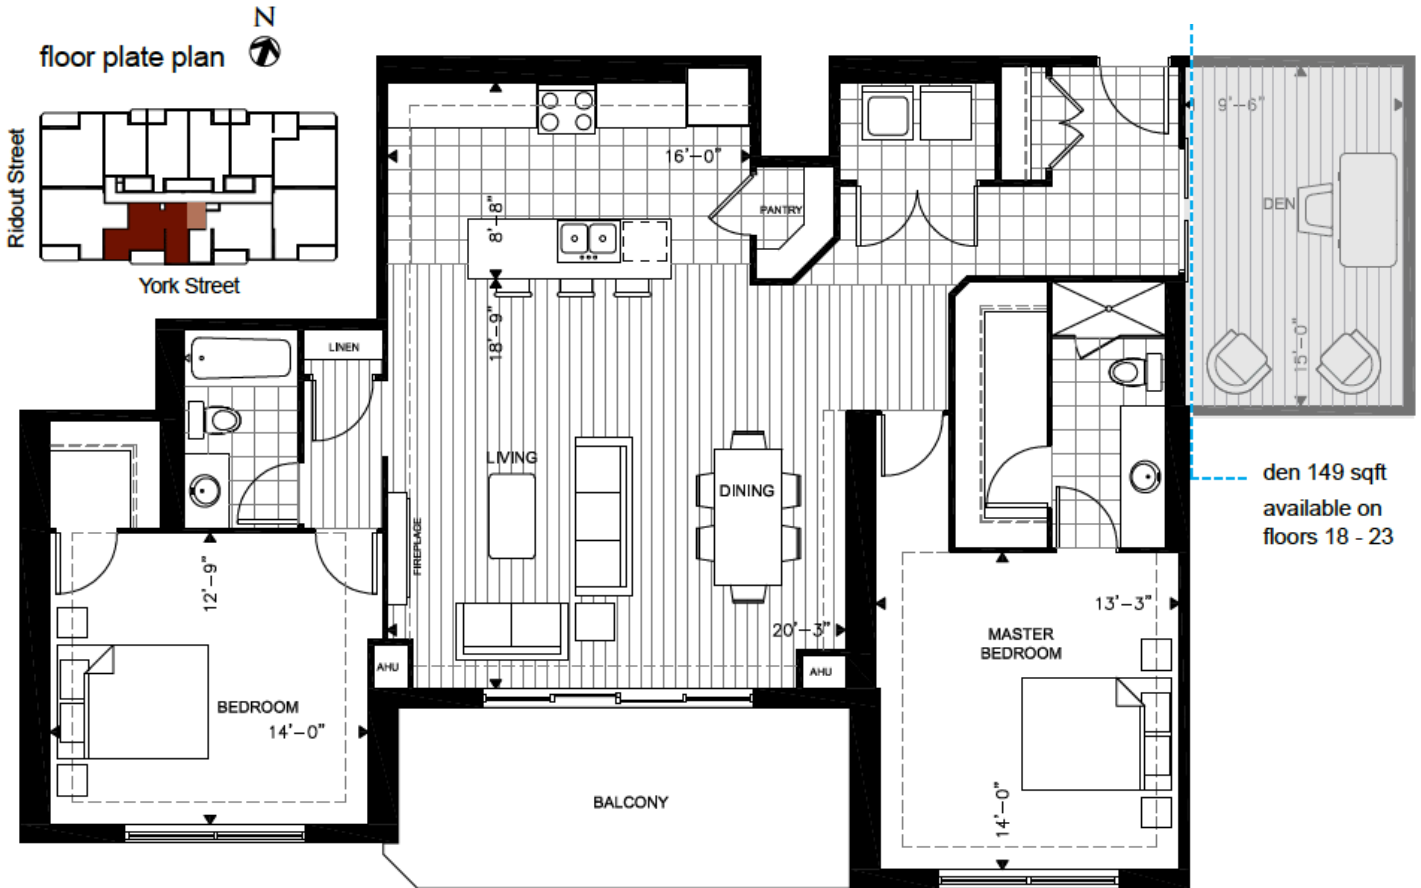 N
floor plate plan
Ridout Street
York Street
16'-0"
8'-8"
PANTRY
9'-6"
DEN
15'-0"
18'-9"
LINEN
LIVING
DINING
FIREPLACE
den 149 sqft
available on
floors 18 - 23
12'-9"
13'-3"
20'-3"
MASTER
BEDROOM
AHU
AHU
BEDROOM
14'-0"
BALCONY
14'-0"